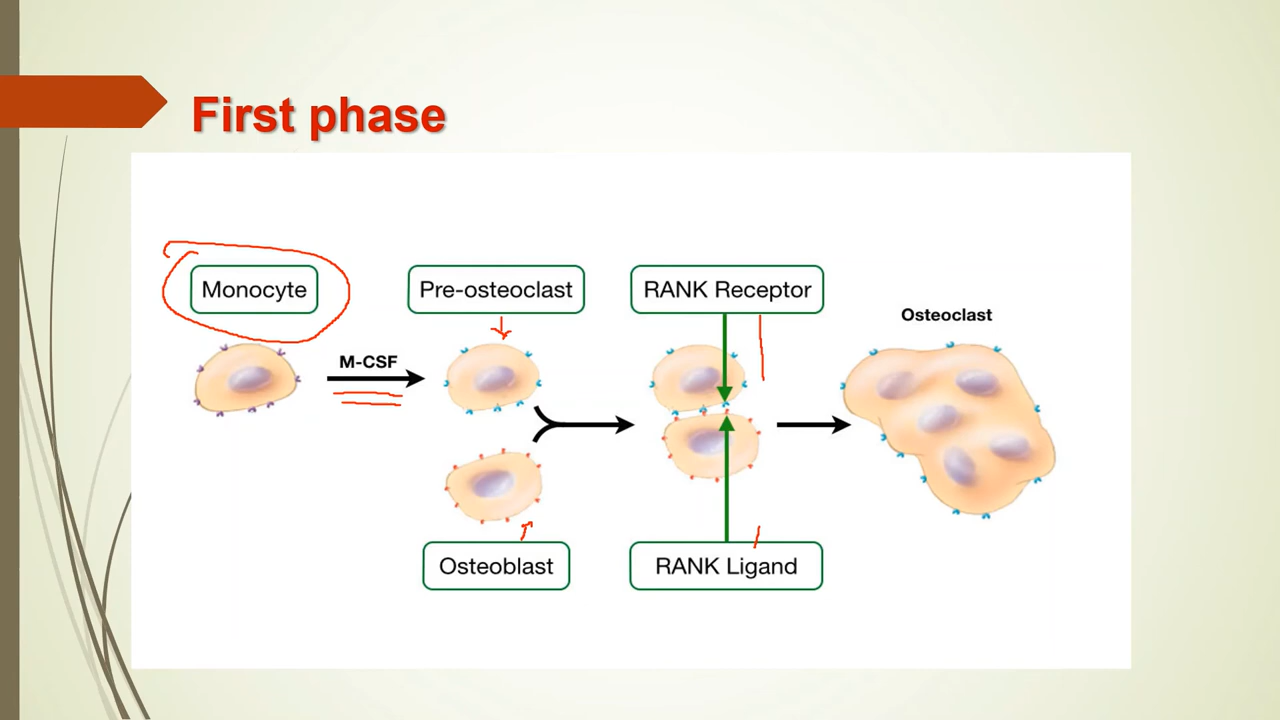 First phase
Monocyte
Pre-osteoclast
RANK Receptor
Osteoclast
M-CSF
Osteoblast
RANK Ligand